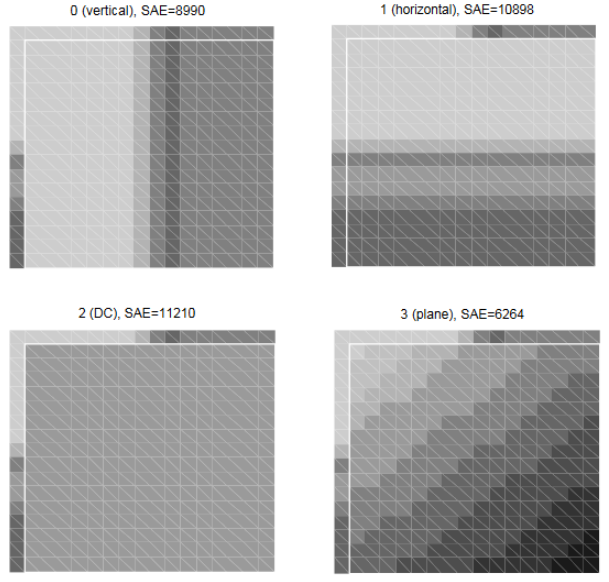 0 (vertical), SAE=8990
1 (horizontal), SAE=10898
2 (DC), SAE=11210
3 (plane), SAE=6264